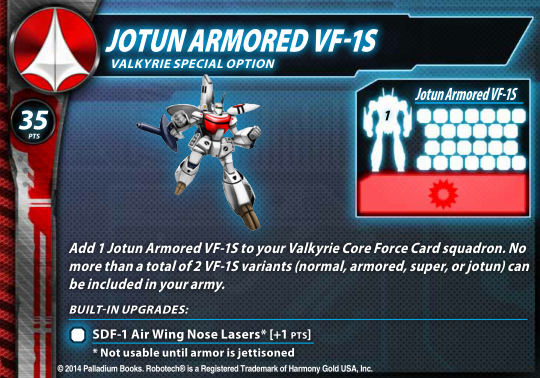 JOTUN ARMORED VF-1S
VALKYRIE SPECIAL OPTION
35
PTS
Jotun Armored VF-1S
1
Add 1 Jotun Armored VF-1S to your Valkyrie Core Force Card squadron. No
more than a total of 2 VF-1S variants (normal, armored, super, or jotun) can
be included in your army.
BUILT-IN UPGRADES:
SDF-1 Air Wing Nose Lasers* [+1 PTS]
* Not usable until armor is jettisoned
© 2014 Palladium Books. Robotech® is a Registered Trademark of Harmony Gold USA, Inc.